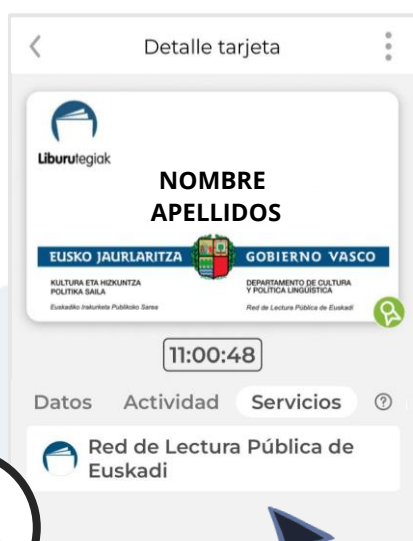 Detalle tarjeta
Liburutegiak
NOMBRE
APELLIDOS
EUSKO JAURLARITZA
GOBIERNO VASCO
KULTURA ETA HIZKUNTZA
POLITIKA SAILA
DEPARTAMENTO DE CULTURA
Y POLÍTICA LINGÜÍSTICA
Euskadiko Irakurketa Publikoko Sarea
Red de Lectura Pública de Euskadi
11:00:48
Datos Actividad Servicios ?
Red de Lectura Pública de
Euskadi